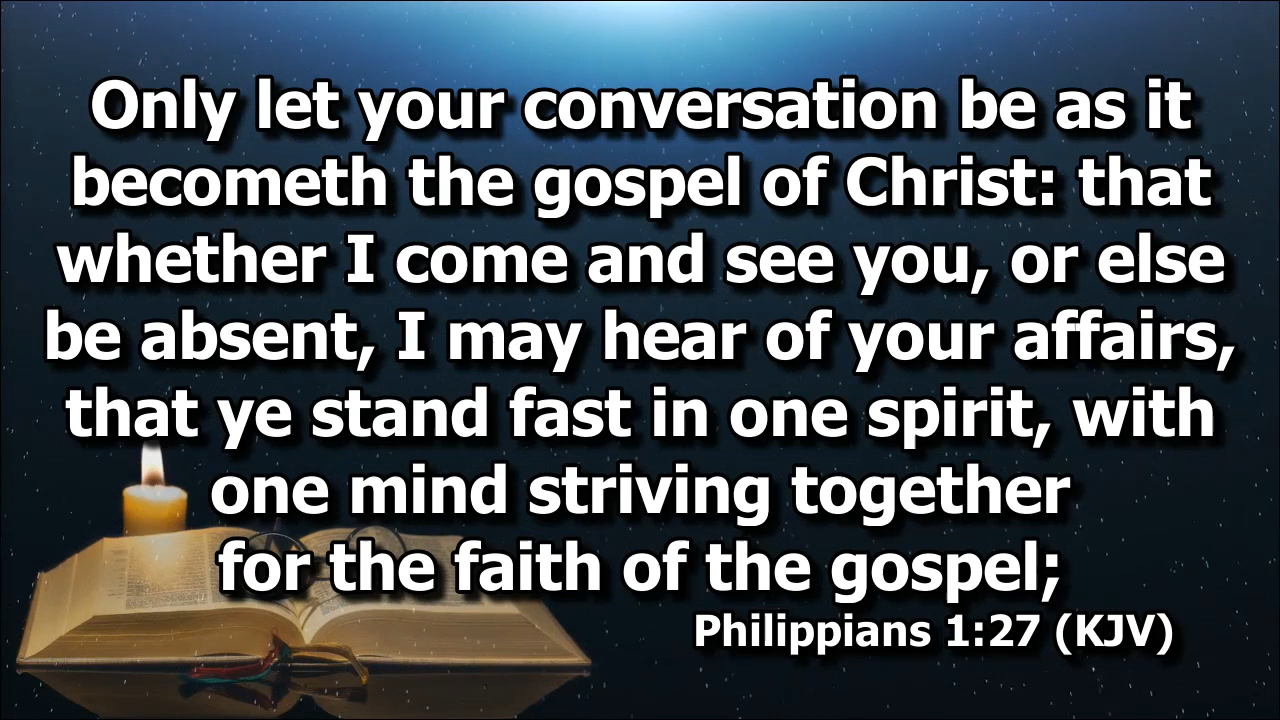 Only let your conversation be as it
becometh the gospel of Christ: that
whether I come and see you, or else
be absent, I may hear of your affairs,
that ye stand fast in one spirit, with
one mind striving together
for the faith of the gospel;
Philippians 1:27 (KJV)